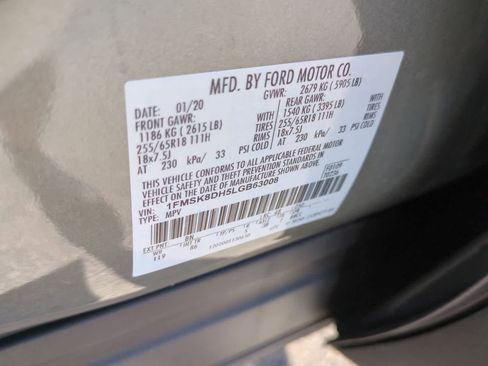 MFD. BY FORD MOTOR CO.
DATE: 01/20 GVWR: 2679 KG ( 5905 LB)
FRONT GAWR: REAR GAWR:
1186 KG ( 2615 LB) 1540 KG ( 3395 LB)
WITH WITH
255/65R18 111H TIRES 255/65R18 111H TIRES
18x7.5J RIMS 18x7.5J RIMS
AT 230 kPa/ 33 PSI COLD AT 230 kPa/ 33 PSI COLD
THIS VEHICLE CONFORMS TO ALL APPLICABLE FEDERAL MOTOR
VEHICLE SAFETY AND THEFT PREVENTION STANDARDS IN
EFFECT ON THE DATE OF MANUFACTURE SHOWN ABOVE.
VIN: 1FMSK8DH5LGB63008
TYPE: MPV
EXT PNT: